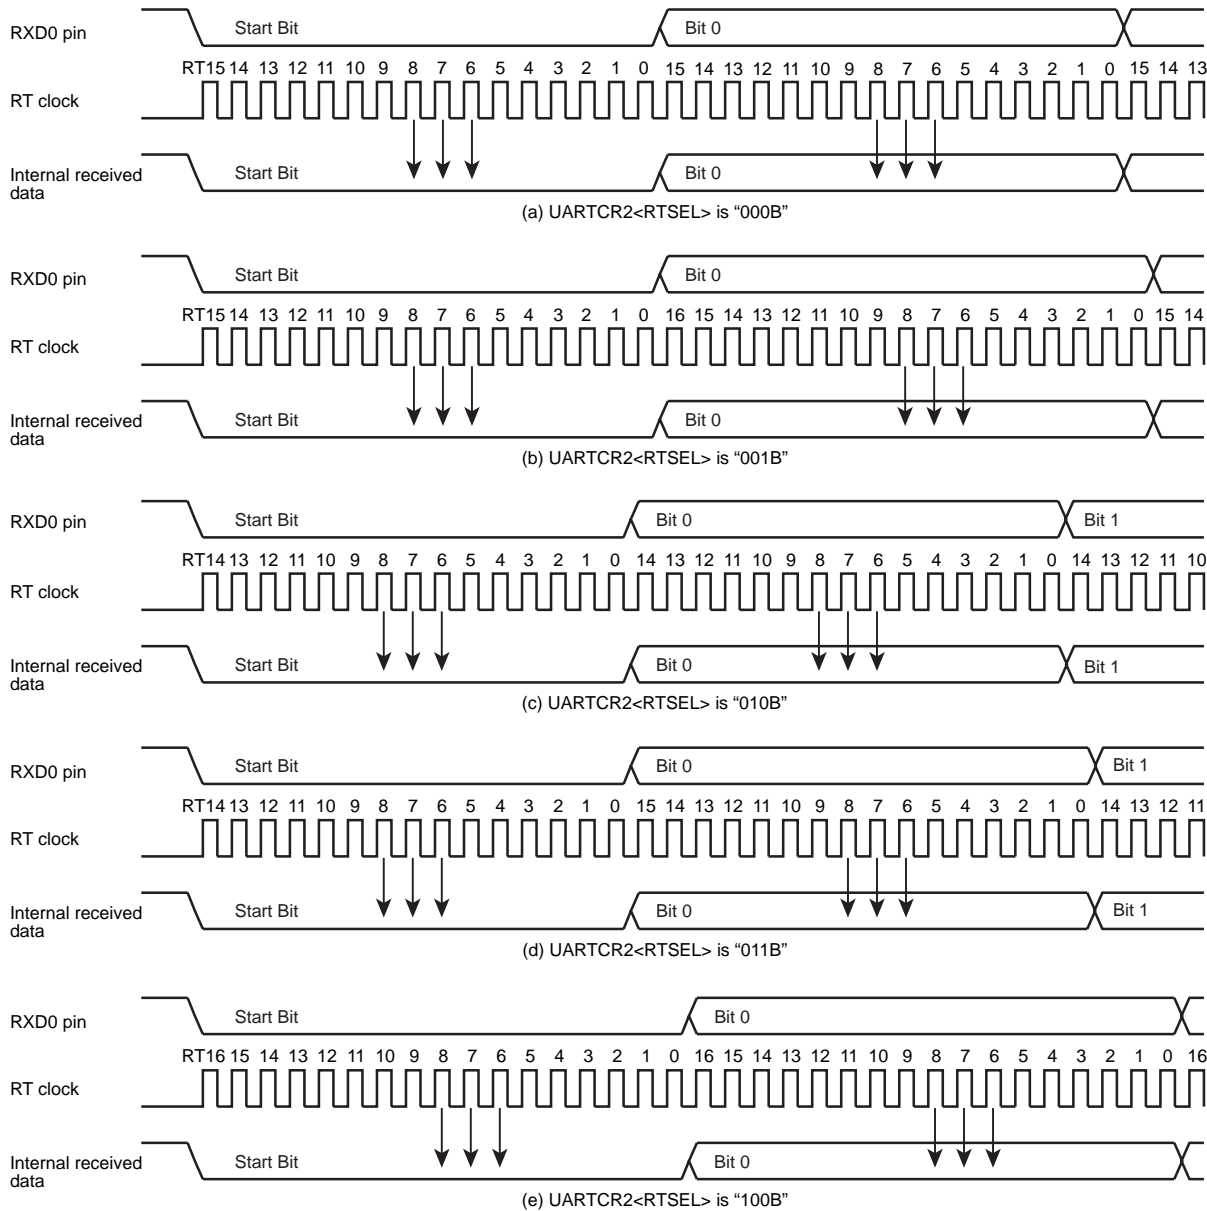 RXD0 pin Start Bit Bit 0
RT15 14 13 12 11 10 9 8 7 6 5 4 3 2 1 0 15 14 13 12 11 10 9 8 7 6 5 4 3 2 1 0 15 14 13
RT clock
Internal received data Start Bit Bit 0
(a) UARTCR2<RTSEL> is “000B”
RXD0 pin Start Bit Bit 0
RT15 14 13 12 11 10 9 8 7 6 5 4 3 2 1 0 16 15 14 13 12 11 10 9 8 7 6 5 4 3 2 1 0 15 14
RT clock
Internal received data Start Bit Bit 0
(b) UARTCR2<RTSEL> is “001B”
RXD0 pin Start Bit Bit 0 Bit 1
RT14 13 12 11 10 9 8 7 6 5 4 3 2 1 0 14 13 12 11 10 9 8 7 6 5 4 3 2 1 0 14 13 12 11 10
RT clock
Internal received data Start Bit Bit 0 Bit 1
(c) UARTCR2<RTSEL> is “010B”
RXD0 pin Start Bit Bit 0 Bit 1
RT14 13 12 11 10 9 8 7 6 5 4 3 2 1 0 15 14 13 12 11 10 9 8 7 6 5 4 3 2 1 0 14 13 12 11
RT clock
Internal received data Start Bit Bit 0 Bit 1
(d) UARTCR2<RTSEL> is “011B”
RXD0 pin Start Bit Bit 0
RT16 15 14 13 12 11 10 9 8 7 6 5 4 3 2 1 0 16 15 14 13 12 11 10 9 8 7 6 5 4 3 2 1 0 16
RT clock
Internal received data Start Bit Bit 0
(e) UARTCR2<RTSEL> is “100B”